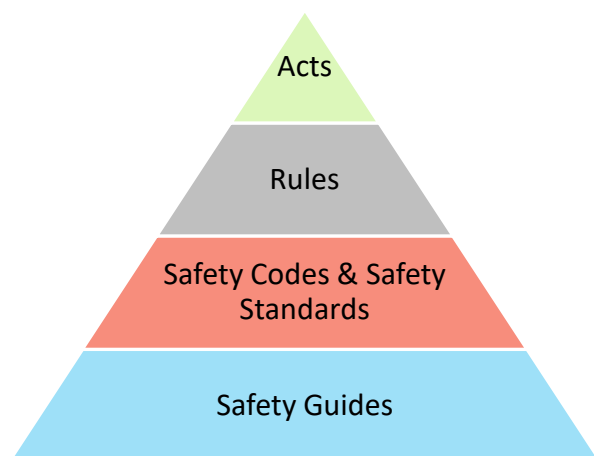 Acts
Rules
Safety Codes & Safety
Standards
Safety Guides